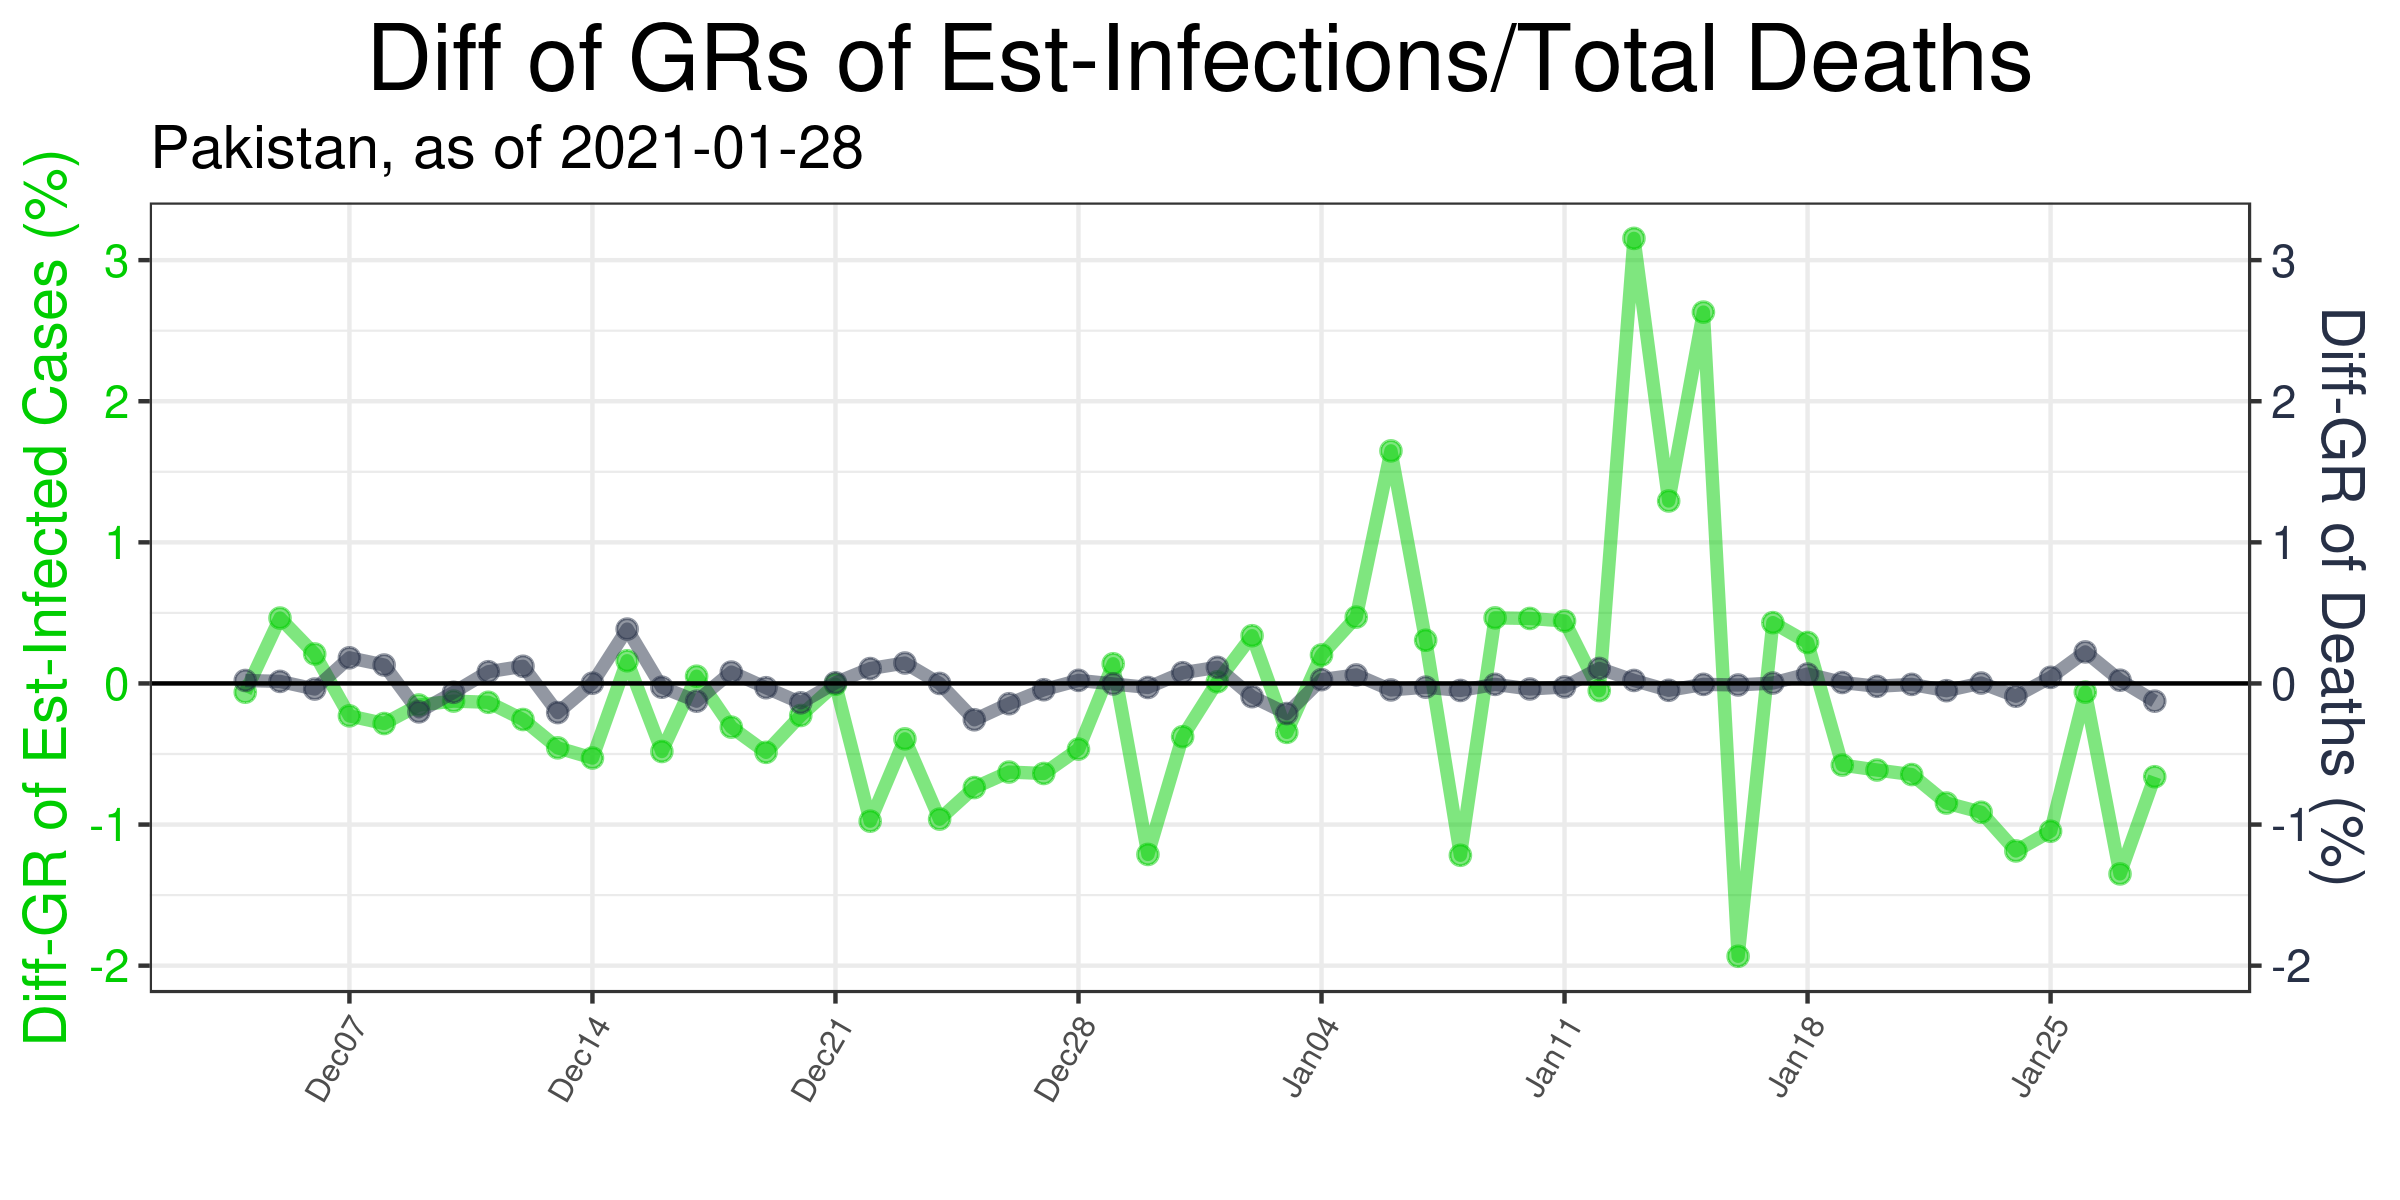 Diff of GRs of Est-Infections/Total Deaths
Pakistan, as of 2021-01-28
Diff-GR of Est-Infected Cases (%)
3
2
1
0
-1
-2
3
2
1
0
-1
-2
Diff-GR of Deaths (%)
Dec07
Dec14
Dec21
Dec28
Jan04
Jan11
Jan18
Jan25